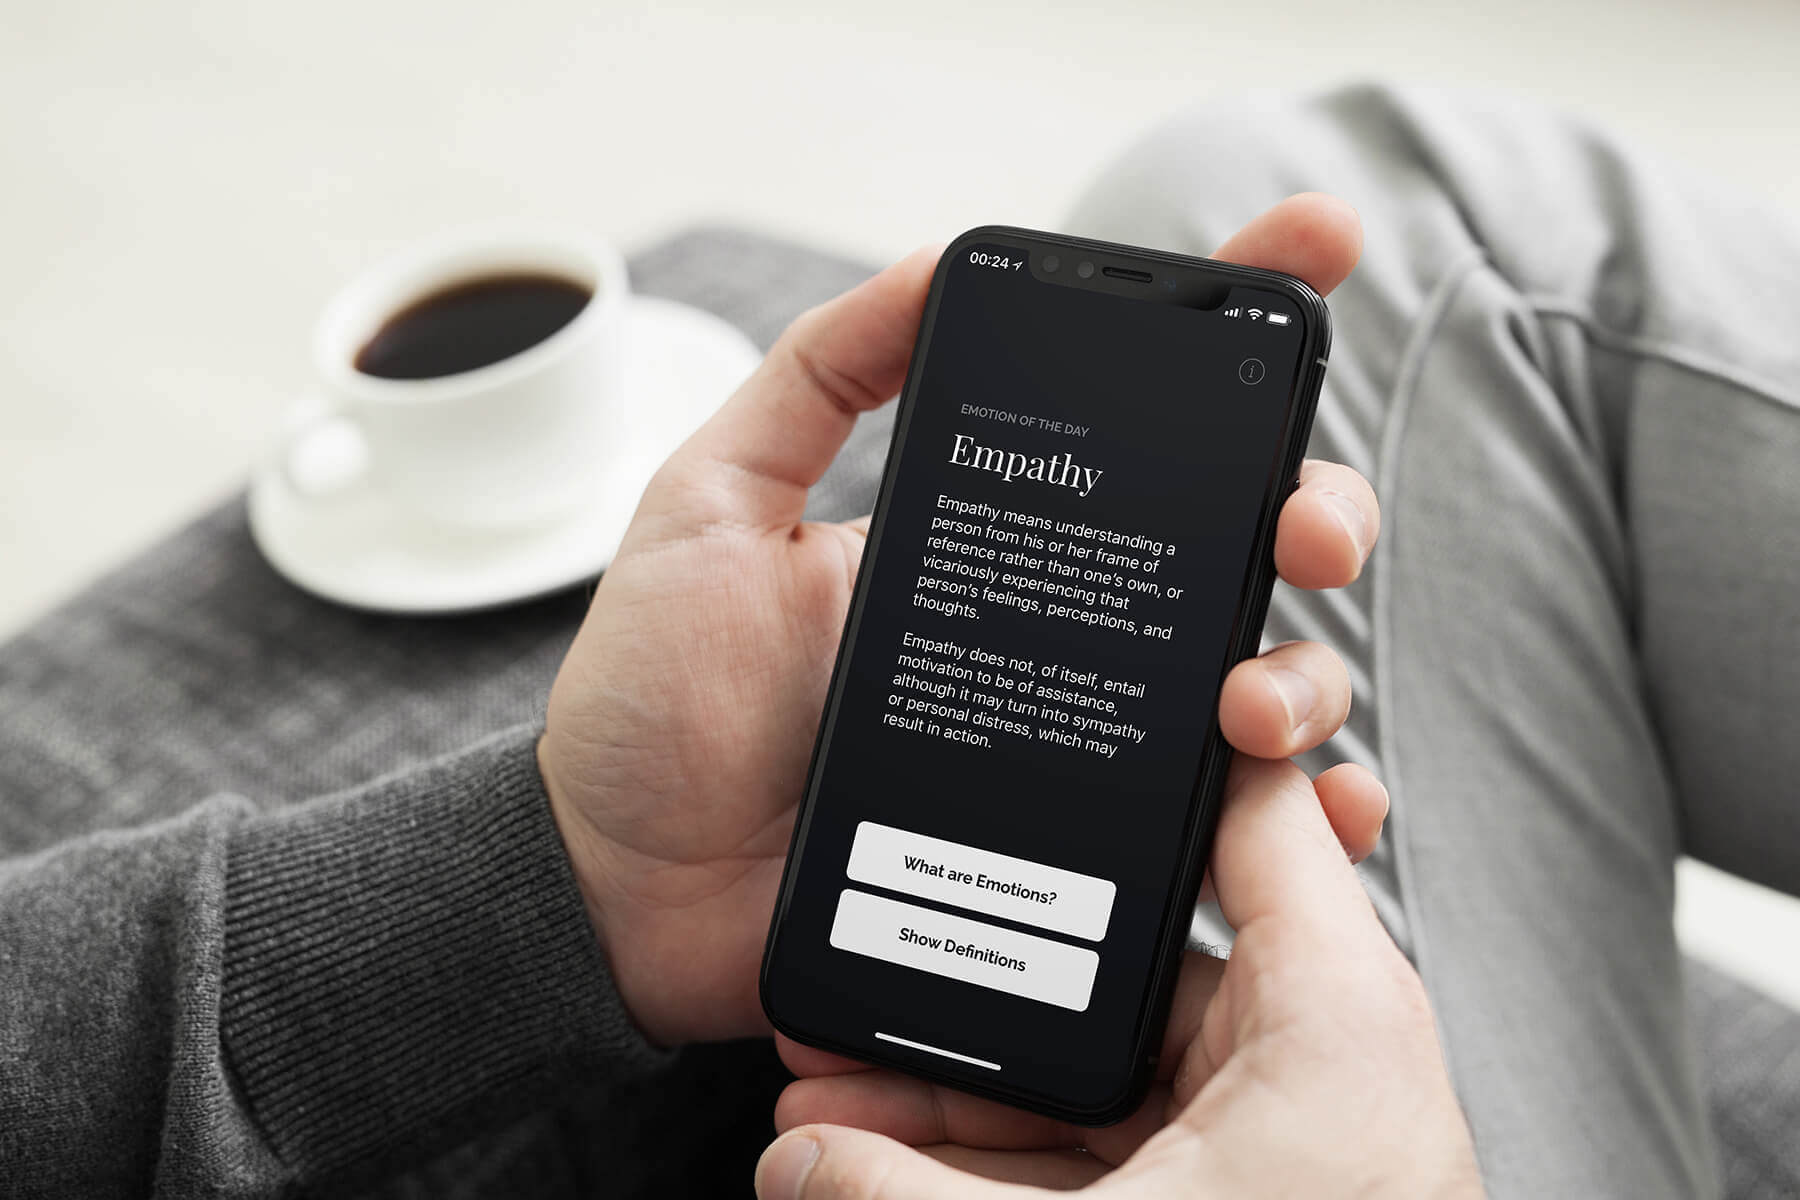 00:24
i
EMOTION OF THE DAY
Empathy
Empathy means understanding a
person from his or her frame of
reference rather than one's own, or
vicariously experiencing that
person's feelings, perceptions, and
thoughts.
Empathy does not, of itself, entail
motivation to be of assistance,
although it may turn into sympathy
or personal distress, which may
result in action.
What are Emotions?
Show Definitions